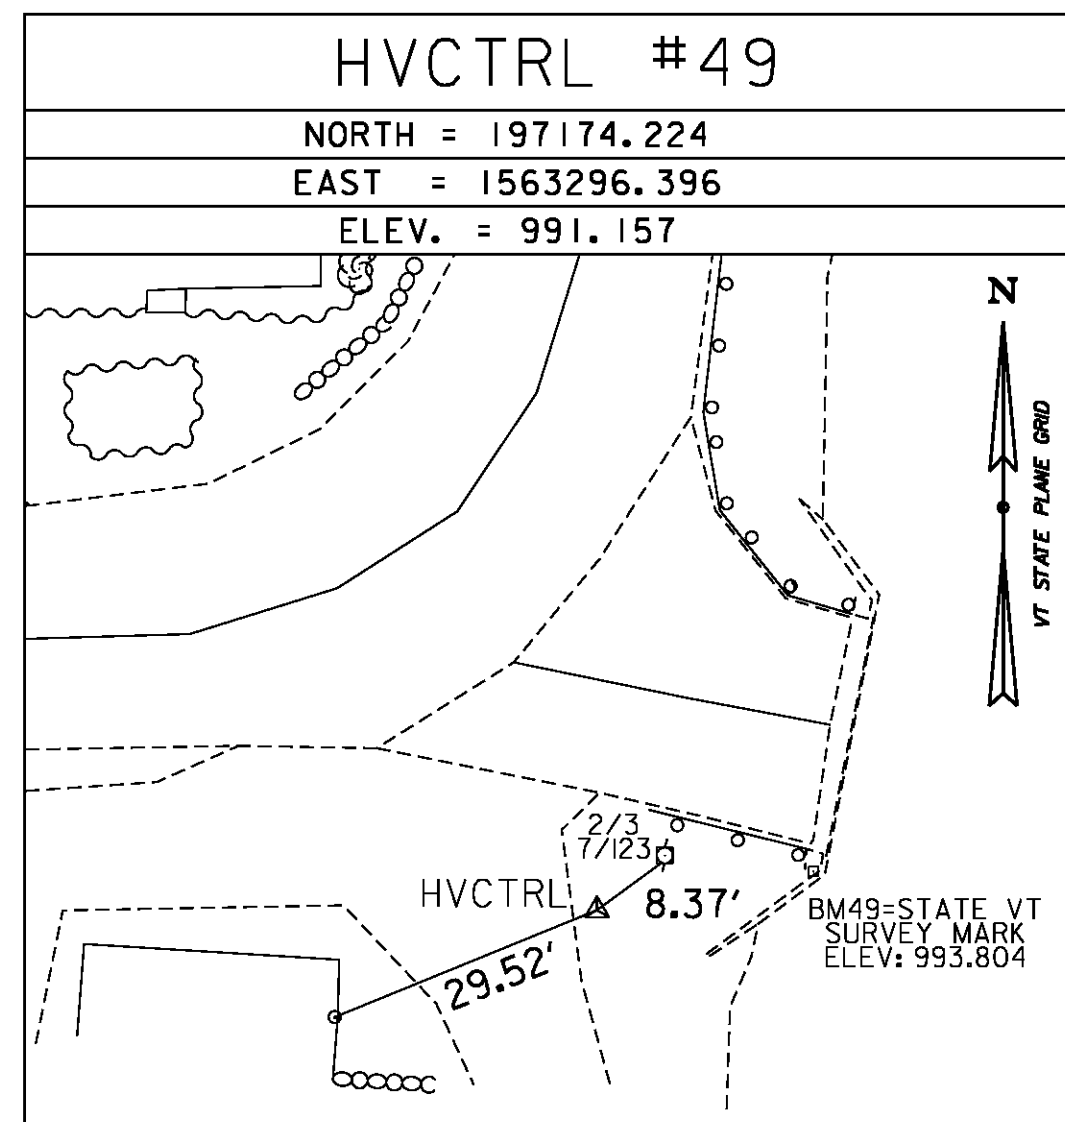 HVCTRL #49
NORTH = 197174.224
EAST = 1563296.396
ELEV. = 991.157
N
VT STATE PLANE GRID
2/3
7/123
HVCTRL
8.37'
29.52'
BM49=STATE VT
SURVEY MARK
ELEV: 993.804